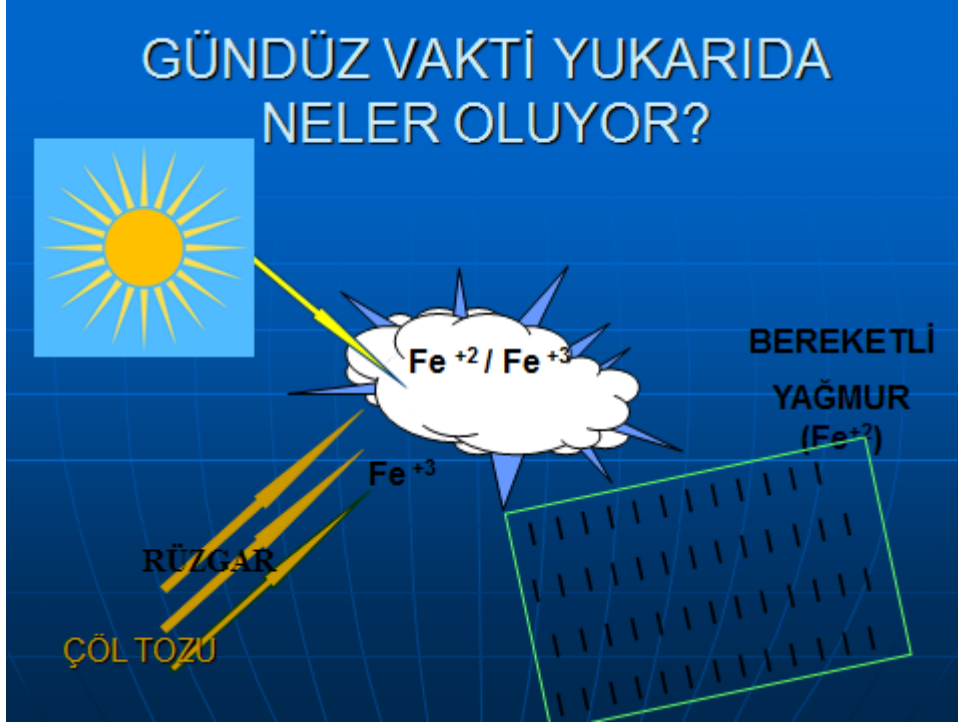 GÜNDÜZ VAKTİ YUKARIDA
NELER OLUYOR?
Fe +2 / Fe +3
BEREKETLİ
YAĞMUR
(Fe+2)
Fe +3
RÜZGAR
ÇÖL TOZU